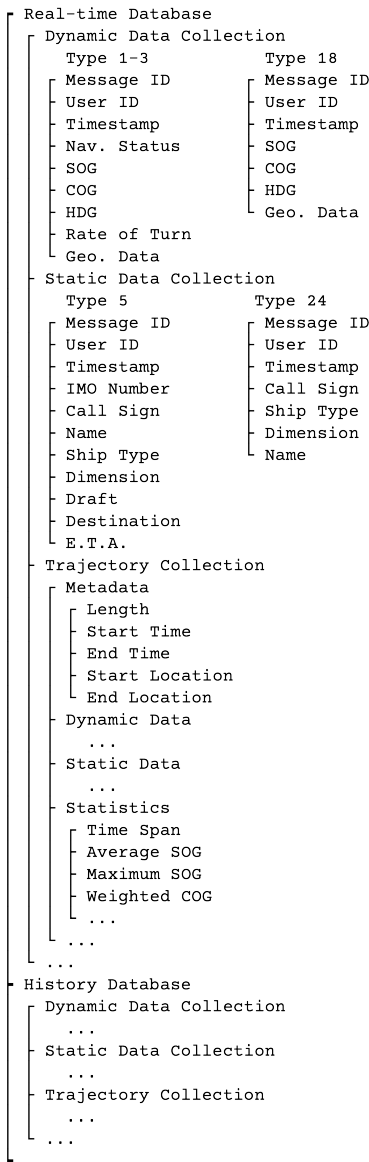 Real-time Database
Dynamic Data Collection
Type 1-3 Type 18
Message ID Message ID
User ID User ID
Timestamp Timestamp
Nav. Status SOG
SOG COG
COG HDG
HDG Geo. Data
Rate of Turn
Geo. Data
Static Data Collection
Type 5 Type 24
Message ID Message ID
User ID User ID
Timestamp Timestamp
IMO Number Call Sign
Call Sign Ship Type
Name Dimension
Ship Type Name
Dimension
Draft
Destination
E.T.A.
Trajectory Collection
Metadata
Length
Start Time
End Time
Start Location
End Location
Dynamic Data
...
Static Data
...
Statistics
Time Span
Average SOG
Maximum SOG
Weighted COG
...
...
...
History Database
Dynamic Data Collection
...
Static Data Collection
...
Trajectory Collection
...
...